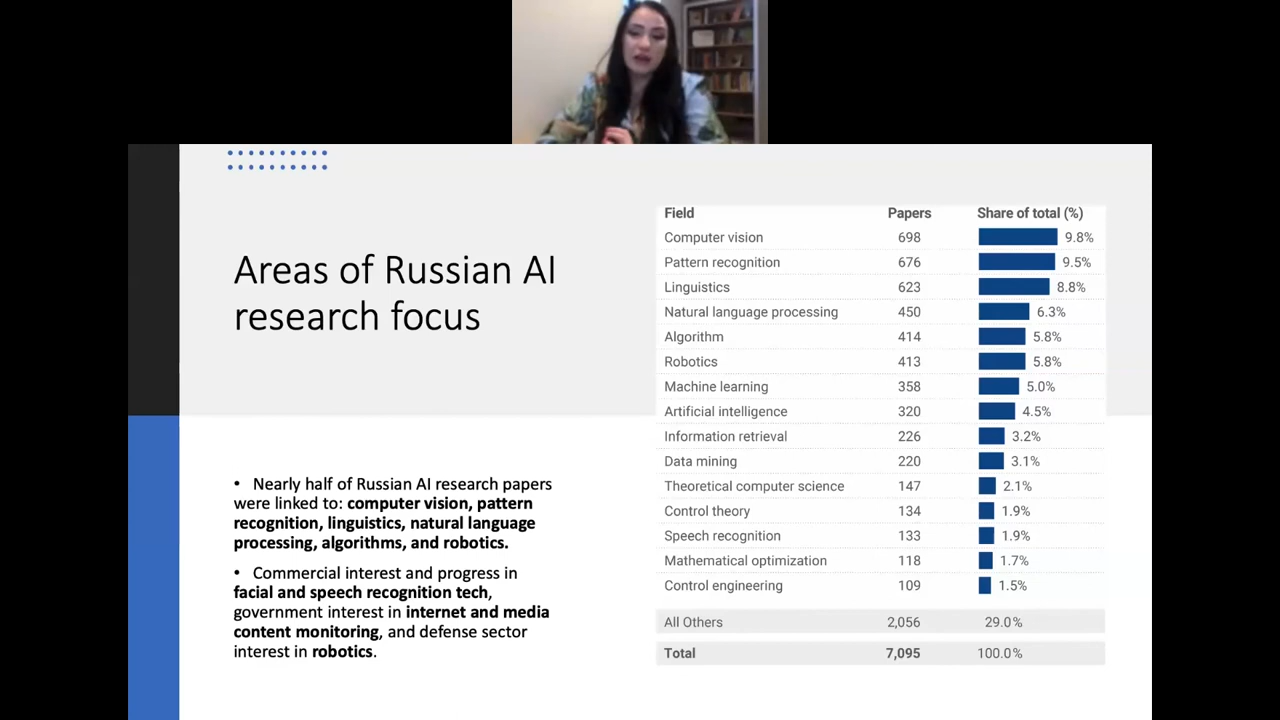 Areas of Russian AI
research focus
• Nearly half of Russian AI research papers
were linked to: computer vision, pattern
recognition, linguistics, natural language
processing, algorithms, and robotics.
• Commercial interest and progress in
facial and speech recognition tech,
government interest in internet and media
content monitoring, and defense sector
interest in robotics.
Field Papers Share of total (%)
Computer vision 698 9.8%
Pattern recognition 676 9.5%
Linguistics 623 8.8%
Natural language processing 450 6.3%
Algorithm 414 5.8%
Robotics 413 5.8%
Machine learning 358 5.0%
Artificial intelligence 320 4.5%
Information retrieval 226 3.2%
Data mining 220 3.1%
Theoretical computer science 147 2.1%
Control theory 134 1.9%
Speech recognition 133 1.9%
Mathematical optimization 118 1.7%
Control engineering 109 1.5%
All Others 2,056 29.0%
Total 7,095 100.0%